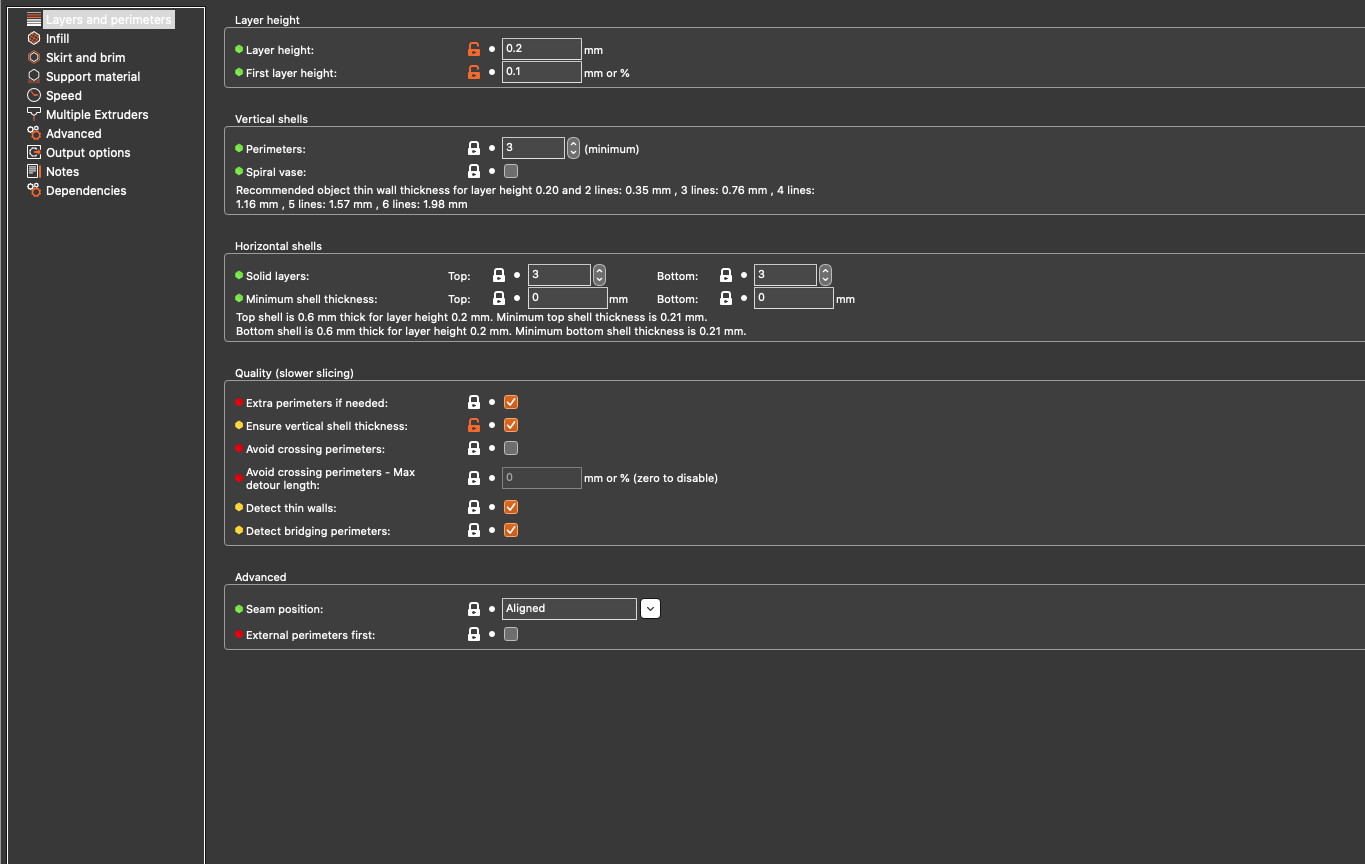 Layers and perimeters
Infill
Skirt and brim
Support material
Speed
Multiple Extruders
Advanced
Output options
Notes
Dependencies
Layer height
Layer height: 0.2 mm
First layer height: 0.1 mm or %
Vertical shells
Perimeters: 3 (minimum)
Spiral vase:
Recommended object thin wall thickness for layer height 0.20 and 2 lines: 0.35 mm , 3 lines: 0.76 mm , 4 lines:
1.16 mm , 5 lines: 1.57 mm , 6 lines: 1.98 mm
Horizontal shells
Solid layers: Top: 3 Bottom: 3
Minimum shell thickness: Top: 0 mm Bottom: 0 mm
Top shell is 0.6 mm thick for layer height 0.2 mm. Minimum top shell thickness is 0.21 mm.
Bottom shell is 0.6 mm thick for layer height 0.2 mm. Minimum bottom shell thickness is 0.21 mm.
Quality (slower slicing)
Extra perimeters if needed:
Ensure vertical shell thickness:
Avoid crossing perimeters:
Avoid crossing perimeters - Max
detour length: 0 mm or % (zero to disable)
Detect thin walls:
Detect bridging perimeters:
Advanced
Seam position: Aligned
External perimeters first: